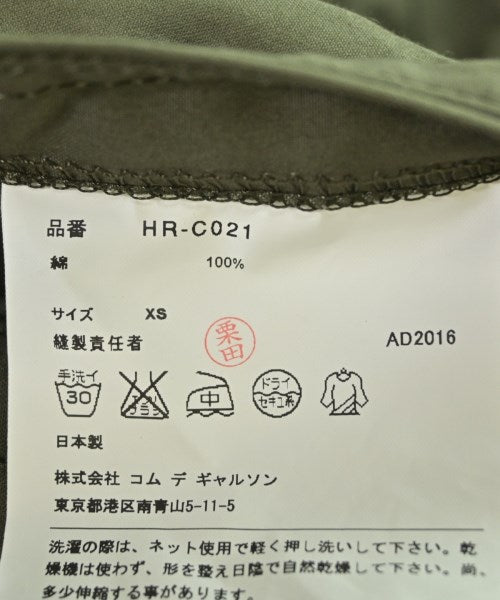 品番 HR-C021
綿 100%
サイズ XS
縫製責任者 栗田 AD2016
手洗イ 30 エンソ サラシ 中 ドライ セキユ系
日本製
株式会社 コム デ ギャルソン
東京都港区南青山5-11-5
洗濯の際は、ネット使用で軽く押し洗いして下さい。乾
燥機は使わず、形を整え日陰で自然乾燥して下さい。尚、
多少伸縮する事があります。